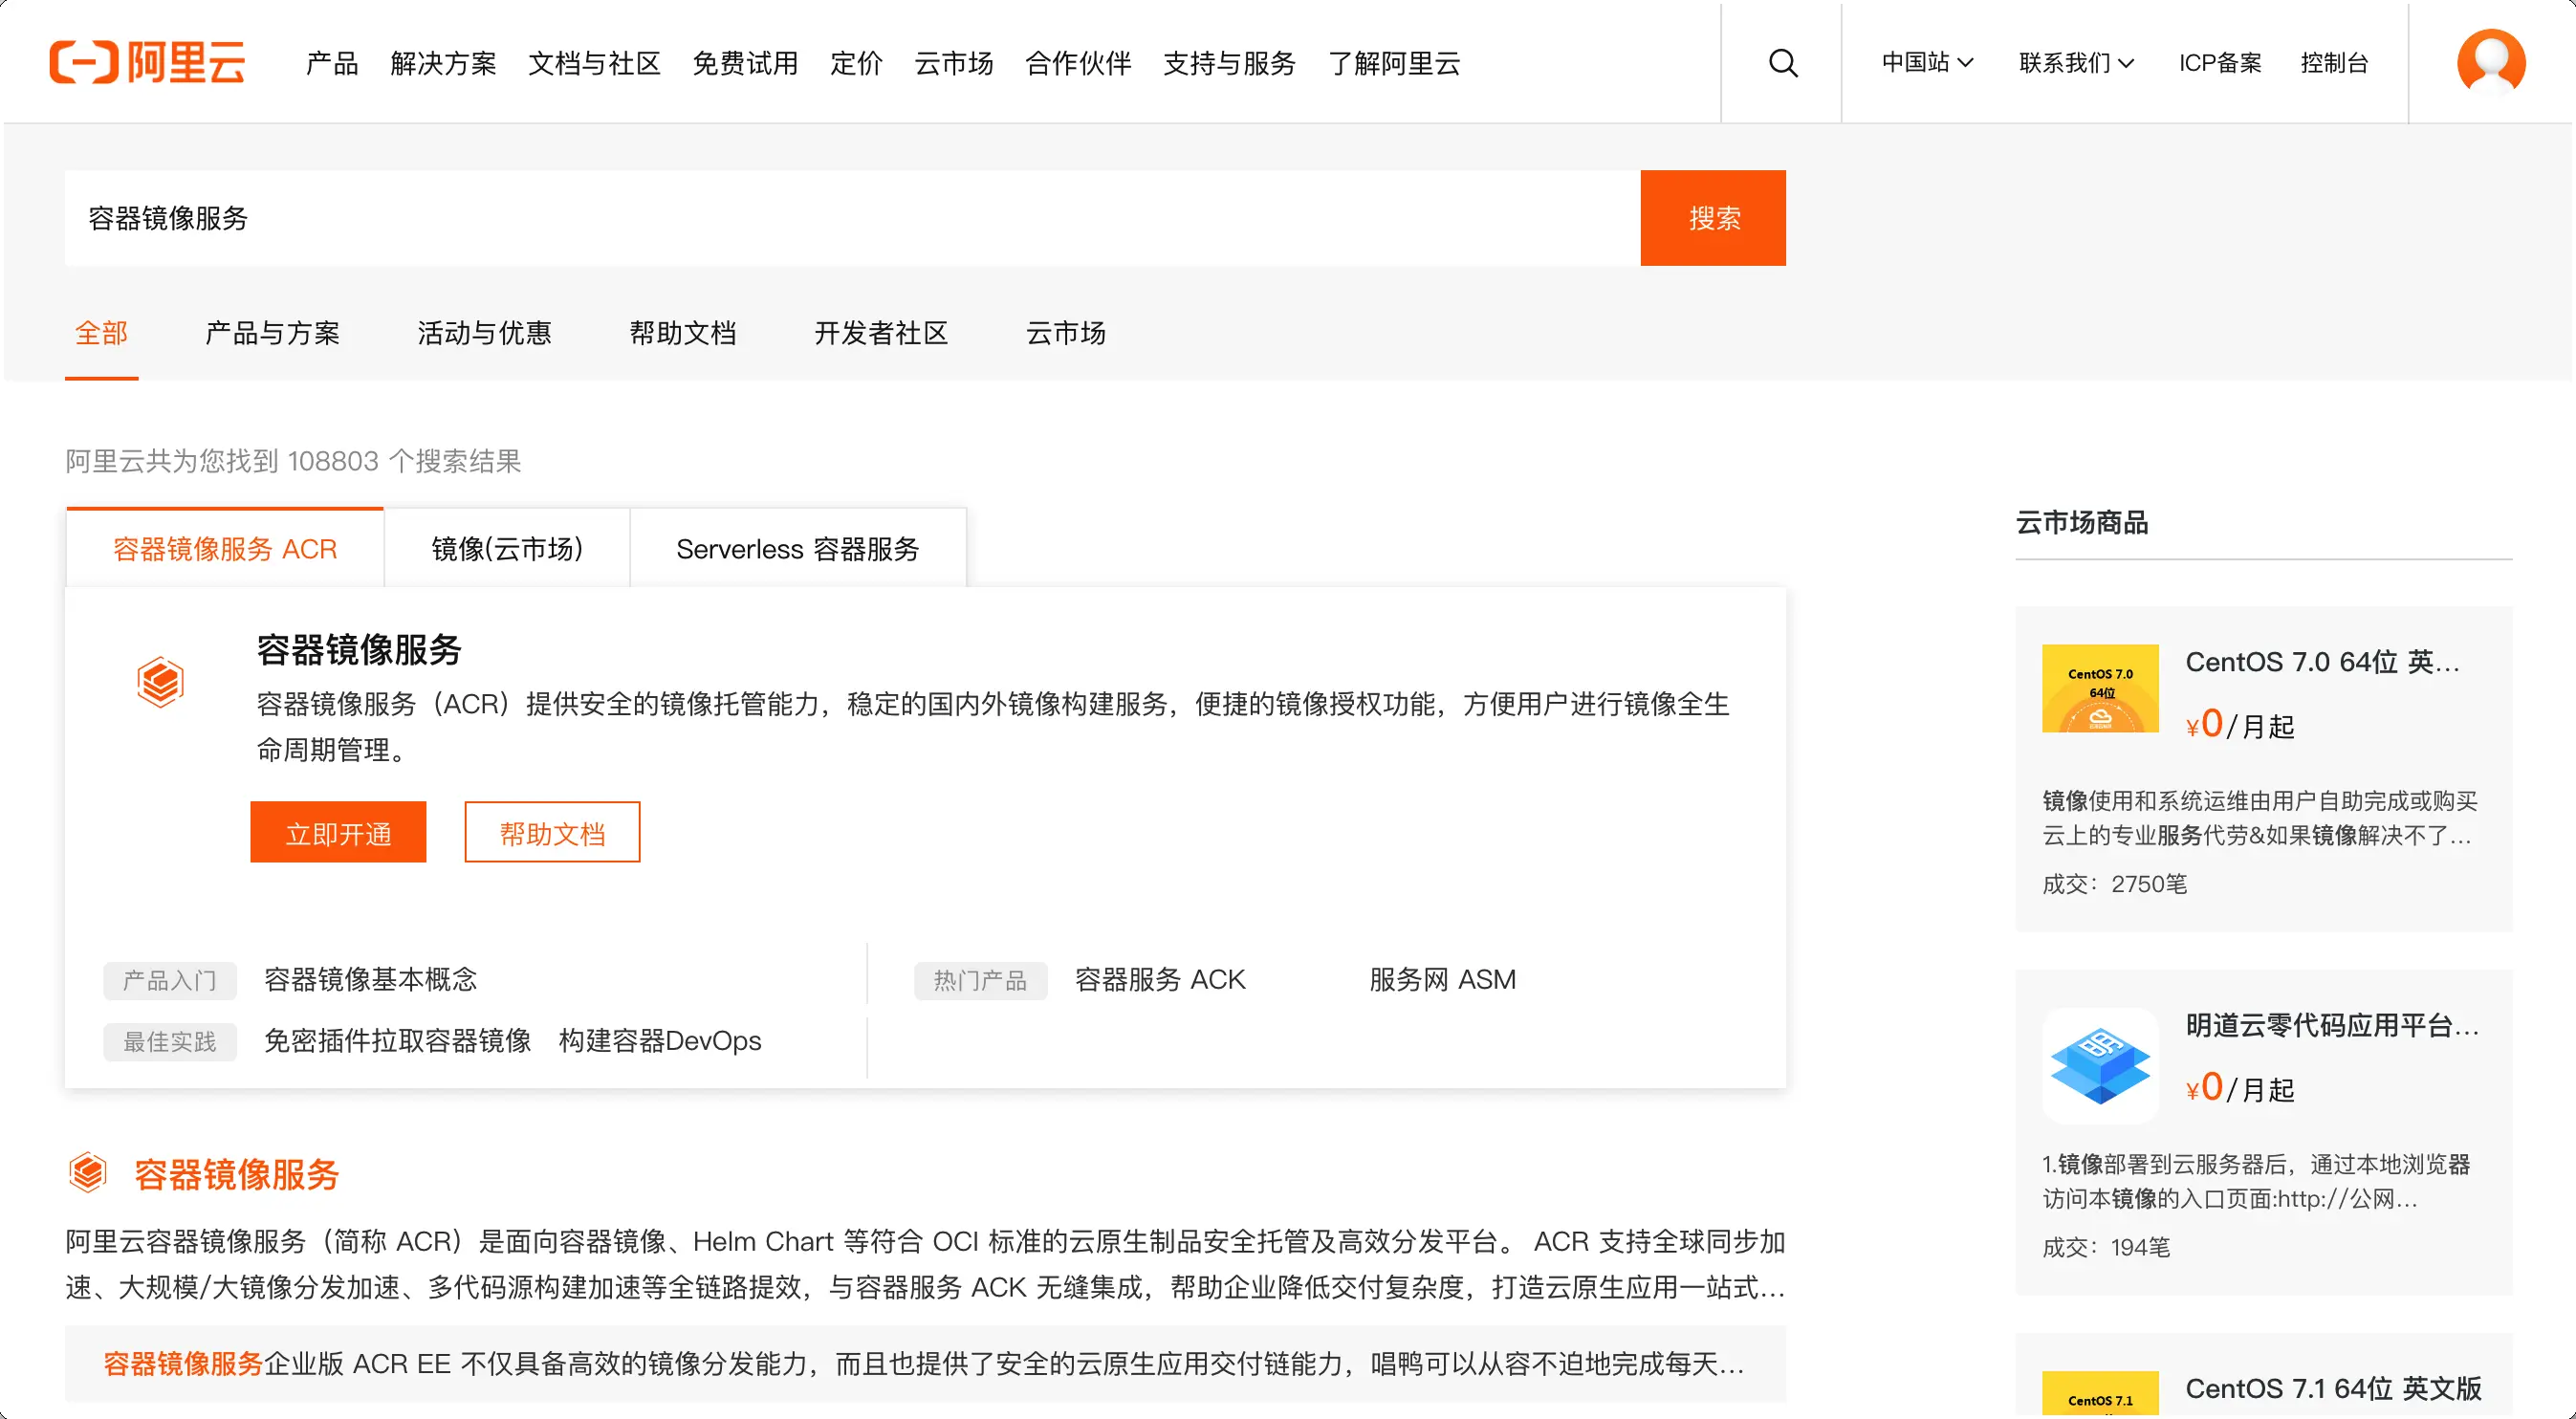 阿里云
产品 解决方案 文档与社区 免费试用 定价 云市场 合作伙伴 支持与服务 了解阿里云
中国站 联系我们 ICP备案 控制台
容器镜像服务
搜索
全部 产品与方案 活动与优惠 帮助文档 开发者社区 云市场
阿里云共为您找到 108803 个搜索结果
容器镜像服务 ACR 镜像(云市场) Serverless 容器服务
容器镜像服务
容器镜像服务（ACR）提供安全的镜像托管能力，稳定的国内外镜像构建服务，便捷的镜像授权功能，方便用户进行镜像全生
命周期管理。
立即开通 帮助文档
产品入门 容器镜像基本概念
热门产品 容器服务 ACK 服务网 ASM
最佳实践 免密插件拉取容器镜像 构建容器DevOps
容器镜像服务
阿里云容器镜像服务（简称 ACR）是面向容器镜像、Helm Chart 等符合 OCI 标准的云原生制品安全托管及高效分发平台。 ACR 支持全球同步加
速、大规模/大镜像分发加速、多代码源构建加速等全链路提效，与容器服务 ACK 无缝集成，帮助企业降低交付复杂度，打造云原生应用一站式...
容器镜像服务企业版 ACR EE 不仅具备高效的镜像分发能力，而且也提供了安全的云原生应用交付链能力，唱鸭可以从容不迫地完成每天...
云市场商品
CentOS 7.0
64位
CentOS 7.0 64位 英...
¥0/月起
镜像使用和系统运维由用户自助完成或购买
云上的专业服务代劳&如果镜像解决不了...
成交：2750笔
明
明道云零代码应用平台...
¥0/月起
1.镜像部署到云服务器后，通过本地浏览器
访问本镜像的入口页面:http://公网...
成交：194笔
CentOS 7.1
CentOS 7.1 64位 英文版